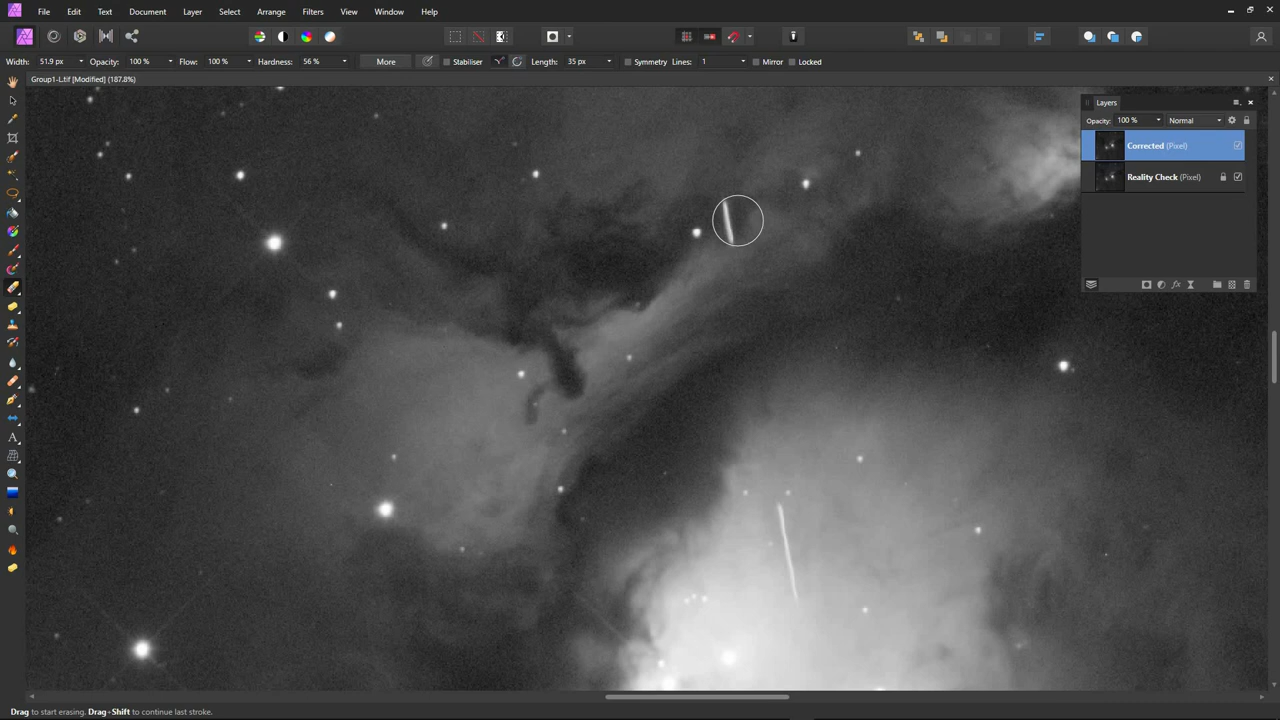 File Edit Text Document Layer Select Arrange Filters View Window Help
Width: 51.9 px Opacity: 100 % Flow: 100 % Hardness: 56 % More Stabiliser Length: 35 px Symmetry Lines: 1 Mirror Locked
Group1-L.tif [Modified] (187.8%)
Layers
Opacity: 100 % Normal
Corrected (Pixel)
Reality Check (Pixel)
Drag to start erasing. Drag+Shift to continue last stroke.